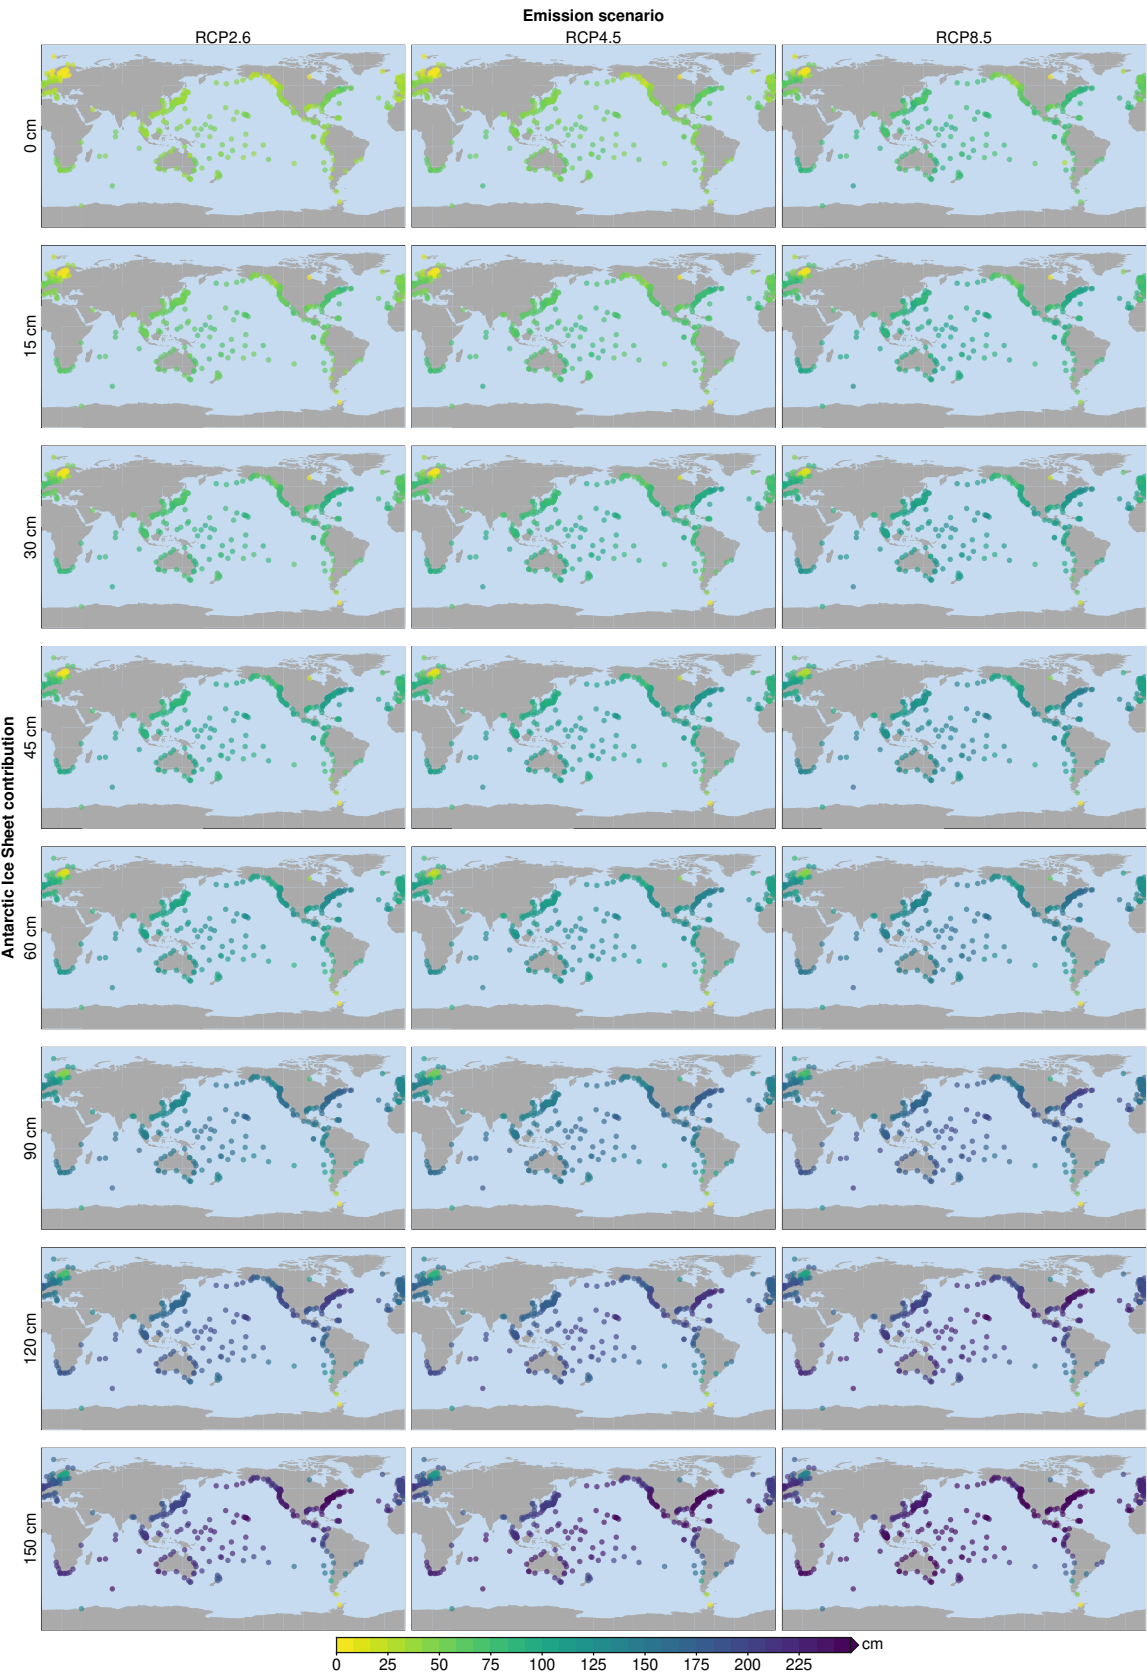 Emission scenario
RCP2.6 RCP4.5 RCP8.5
Antarctic Ice Sheet contribution
0 cm
15 cm
30 cm
45 cm
60 cm
90 cm
120 cm
150 cm
0 25 50 75 100 125 150 175 200 225 cm